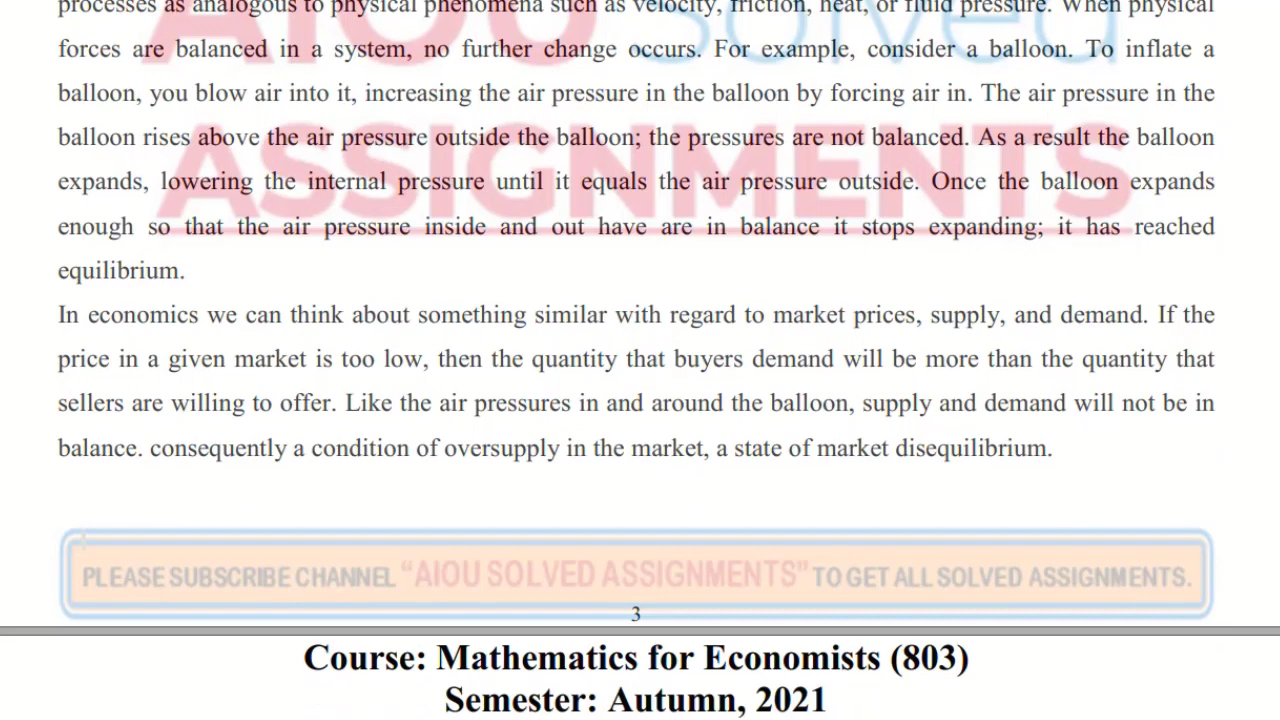 processes as analogous to physical phenomena such as velocity, friction, heat, or fluid pressure. When physical
forces are balanced in a system, no further change occurs. For example, consider a balloon. To inflate a
balloon, you blow air into it, increasing the air pressure in the balloon by forcing air in. The air pressure in the
balloon rises above the air pressure outside the balloon; the pressures are not balanced. As a result the balloon
expands, lowering the internal pressure until it equals the air pressure outside. Once the balloon expands
enough so that the air pressure inside and out have are in balance it stops expanding; it has reached
equilibrium.
In economics we can think about something similar with regard to market prices, supply, and demand. If the
price in a given market is too low, then the quantity that buyers demand will be more than the quantity that
sellers are willing to offer. Like the air pressures in and around the balloon, supply and demand will not be in
balance. consequently a condition of oversupply in the market, a state of market disequilibrium.
AIOU Solved
ASSIGNMENTS
PLEASE SUBSCRIBE CHANNEL “AIOU SOLVED ASSIGNMENTS” TO GET ALL SOLVED ASSIGNMENTS.
3
Course: Mathematics for Economists (803)
Semester: Autumn, 2021